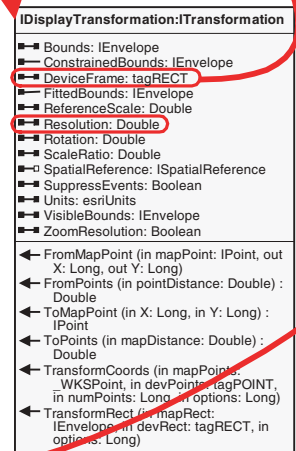 IDisplayTransformation:ITransformation
Bounds: IEnvelope
ConstrainedBounds: IEnvelope
DeviceFrame: tagRECT
FittedBounds: IEnvelope
ReferenceScale: Double
Resolution: Double
Rotation: Double
ScaleRatio: Double
SpatialReference: ISpatialReference
SuppressEvents: Boolean
Units: esriUnits
VisibleBounds: IEnvelope
ZoomResolution: Boolean
FromMapPoint (in mapPoint: IPoint, out
X: Long, out Y: Long)
FromPoints (in pointDistance: Double) :
Double
ToMapPoint (in X: Long, in Y: Long) :
IPoint
ToPoints (in mapDistance: Double) :
Double
TransformCoords (in mapPoints:
_WKSPoint, in devPoints: tagPOINT,
in numPoints: Long, in options: Long)
TransformRect (in mapRect:
IEnvelope, in devRect: tagRECT, in
options: Long)